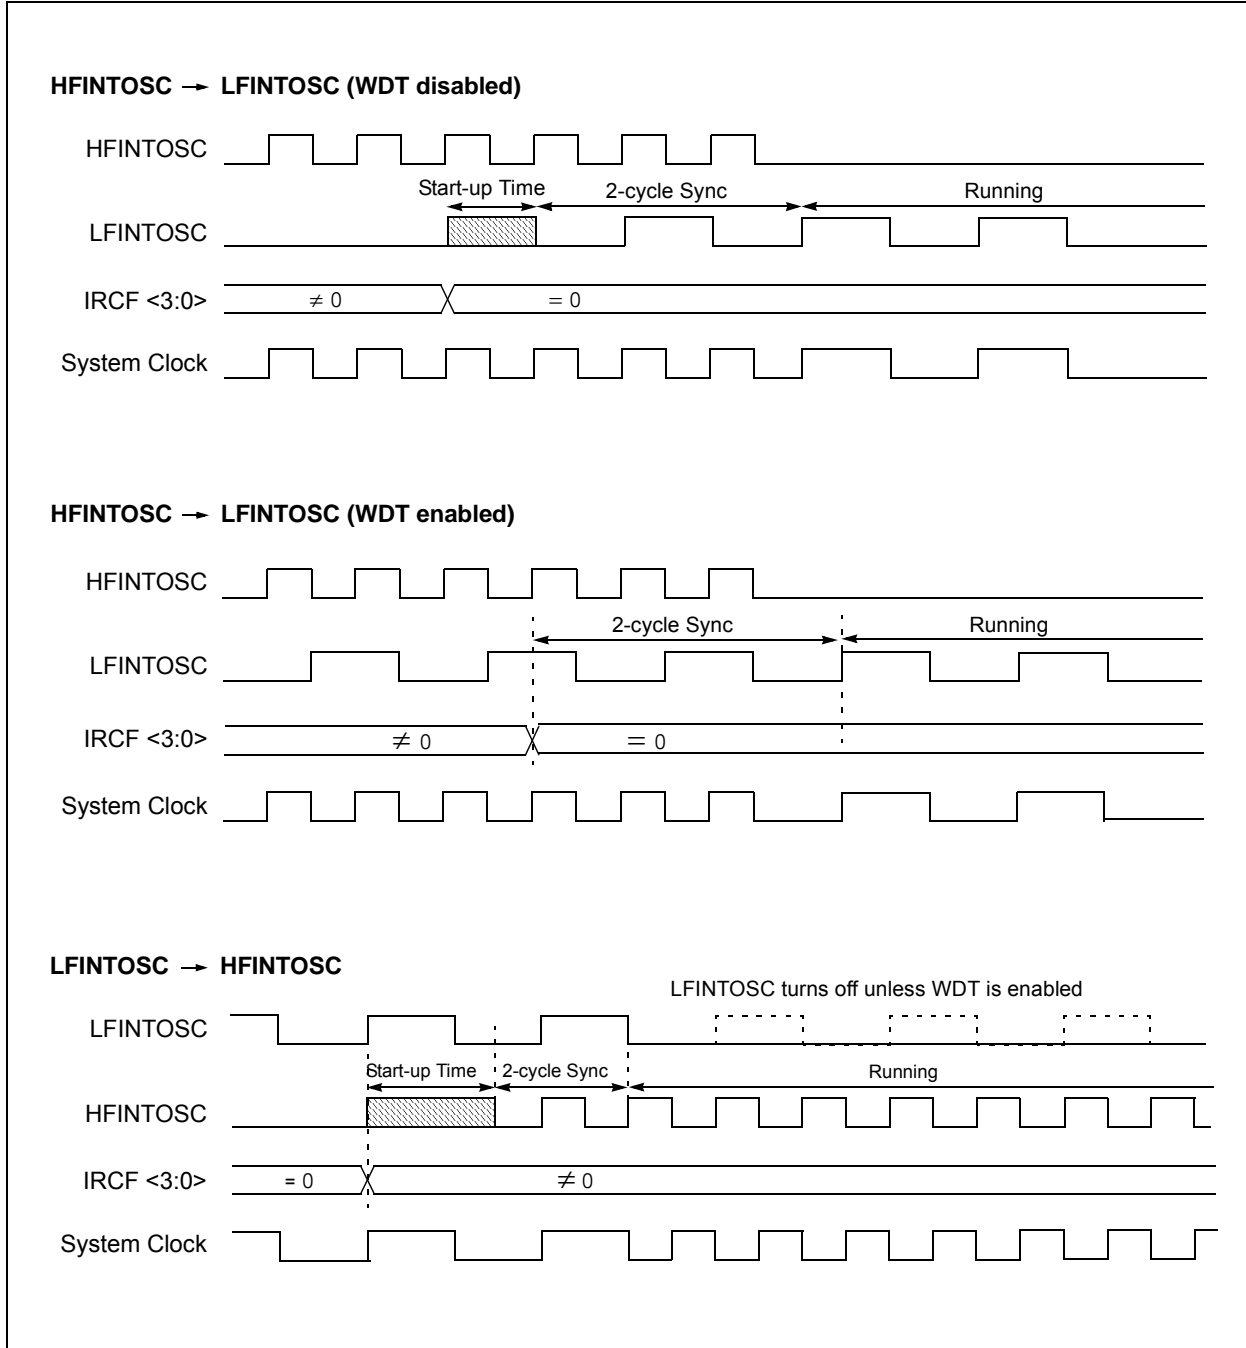 HFINTOSC → LFINTOSC (WDT disabled)
HFINTOSC
Start-up Time 2-cycle Sync Running
LFINTOSC
IRCF <3:0> ≠ 0 = 0
System Clock
HFINTOSC → LFINTOSC (WDT enabled)
HFINTOSC
2-cycle Sync Running
LFINTOSC
IRCF <3:0> ≠ 0 = 0
System Clock
LFINTOSC → HFINTOSC
LFINTOSC turns off unless WDT is enabled
LFINTOSC
Start-up Time 2-cycle Sync Running
HFINTOSC
IRCF <3:0> = 0 ≠ 0
System Clock